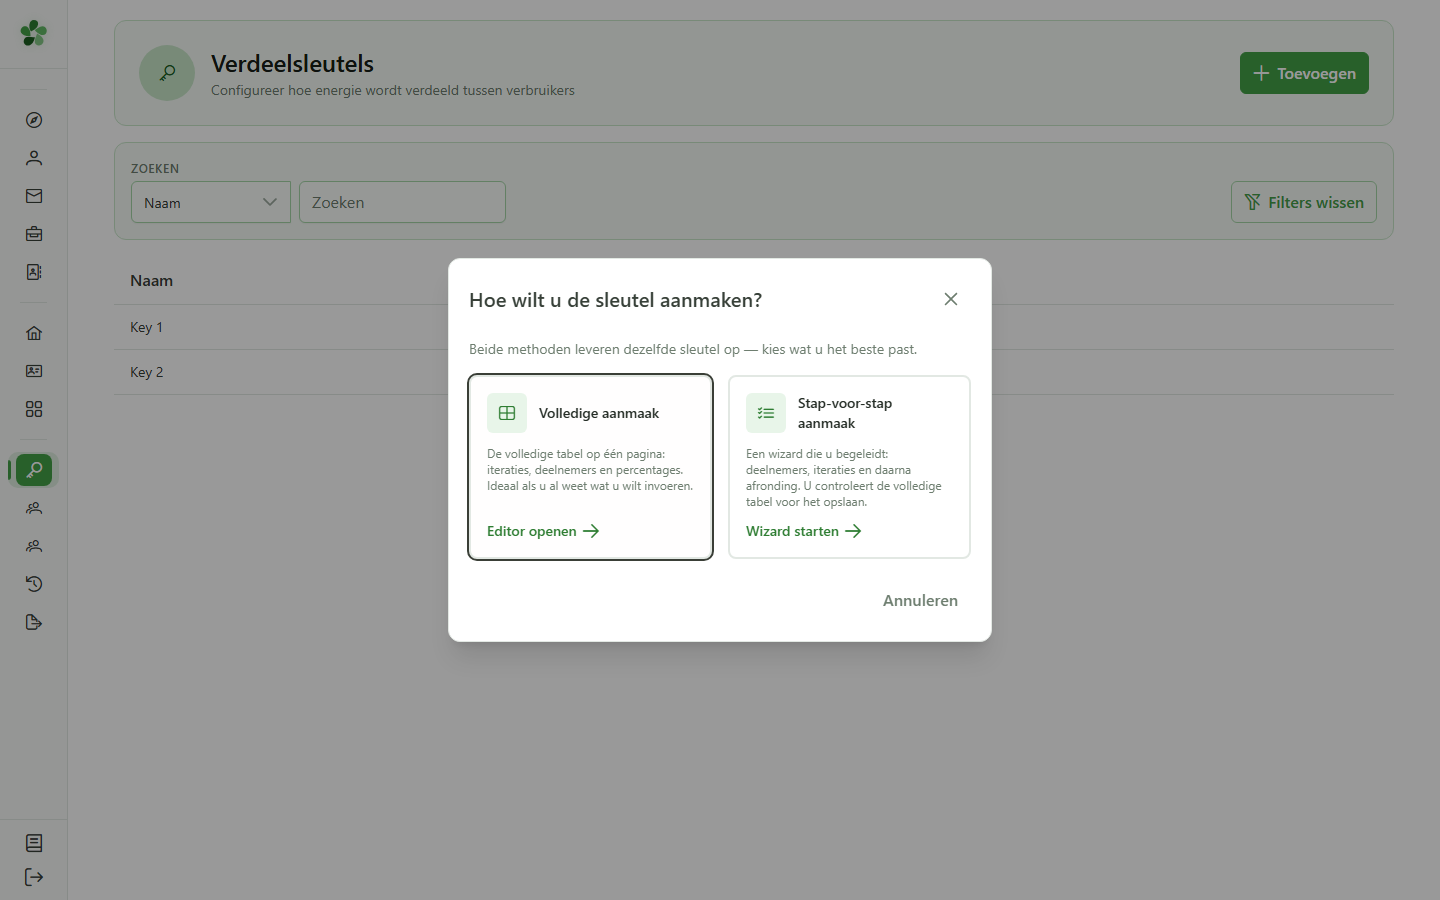 Verdeelsleutels
Configureer hoe energie wordt verdeeld tussen verbruikers
Toevoegen
ZOEKEN
Naam
Zoeken
Filters wissen
Naam
Key 1
Key 2
Hoe wilt u de sleutel aanmaken?
Beide methoden leveren dezelfde sleutel op — kies wat u het beste past.
Volledige aanmaak
De volledige tabel op één pagina:
iteraties, deelnemers en percentages.
Ideaal als u al weet wat u wilt invoeren.
Editor openen
Stap-voor-stap
aanmaak
Een wizard die u begeleidt:
deelnemers, iteraties en daarna
afronding. U controleert de volledige
tabel voor het opslaan.
Wizard starten
Annuleren